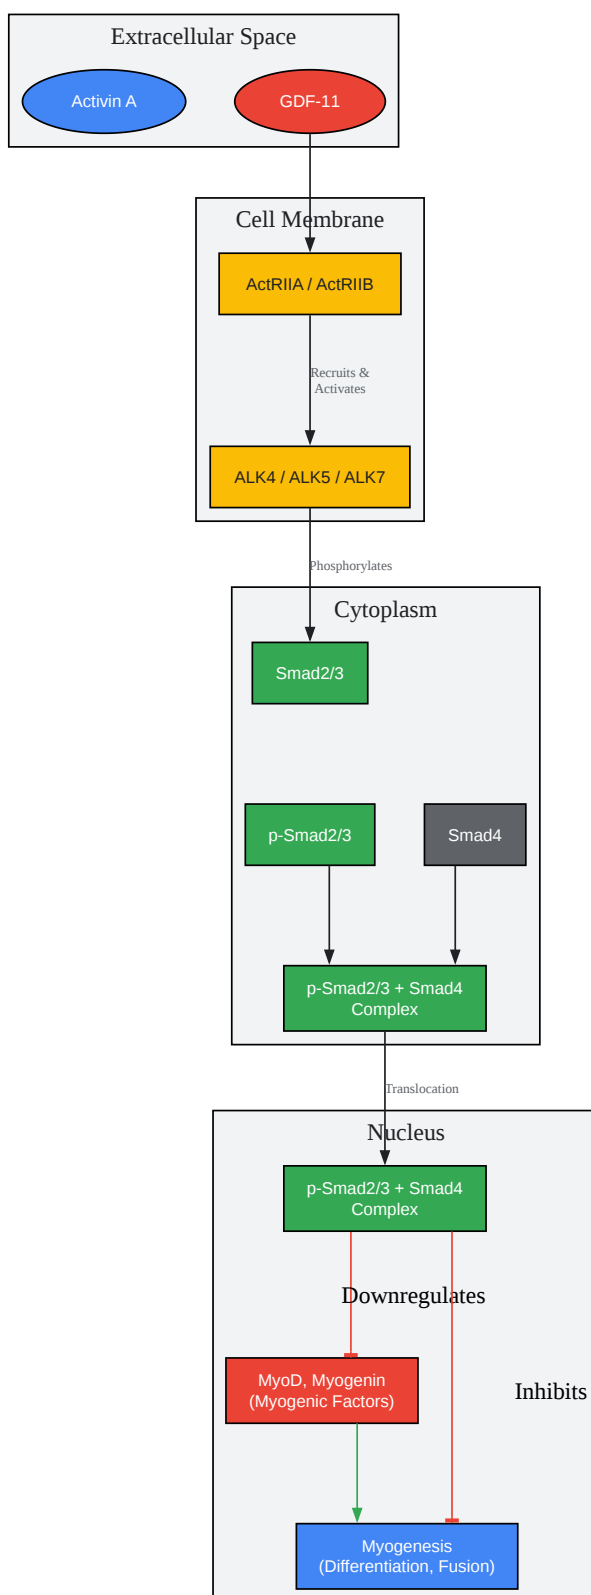 Extracellular Space
Activin A
GDF-11
Cell Membrane
ActRIIA / ActRIIB
Recruits &
Activates
ALK4 / ALK5 / ALK7
Phosphorylates
Cytoplasm
Smad2/3
p-Smad2/3
Smad4
p-Smad2/3 + Smad4
Complex
Translocation
Nucleus
p-Smad2/3 + Smad4
Complex
Downregulates
MyoD, Myogenin
(Myogenic Factors)
Inhibits
Myogenesis
(Differentiation, Fusion)